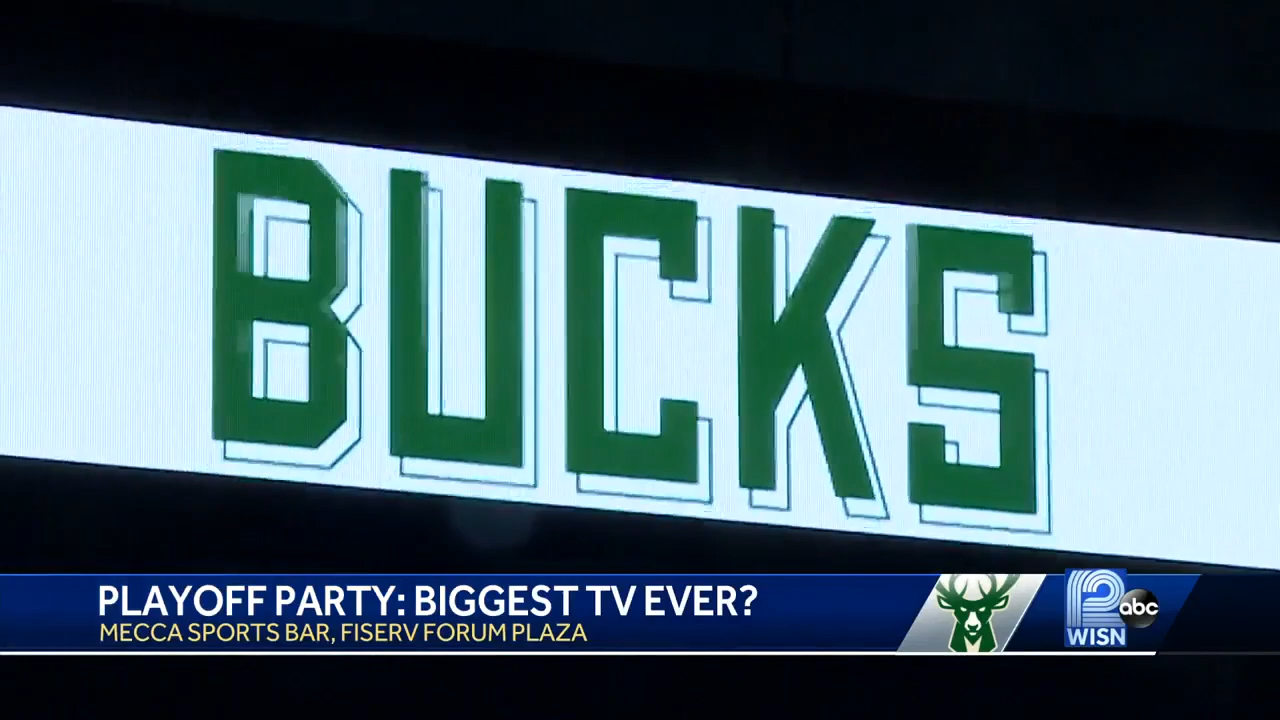 BUCKS
PLAYOFF PARTY: BIGGEST TV EVER?
MECCA SPORTS BAR, FISERV FORUM PLAZA
12
abc
WISN